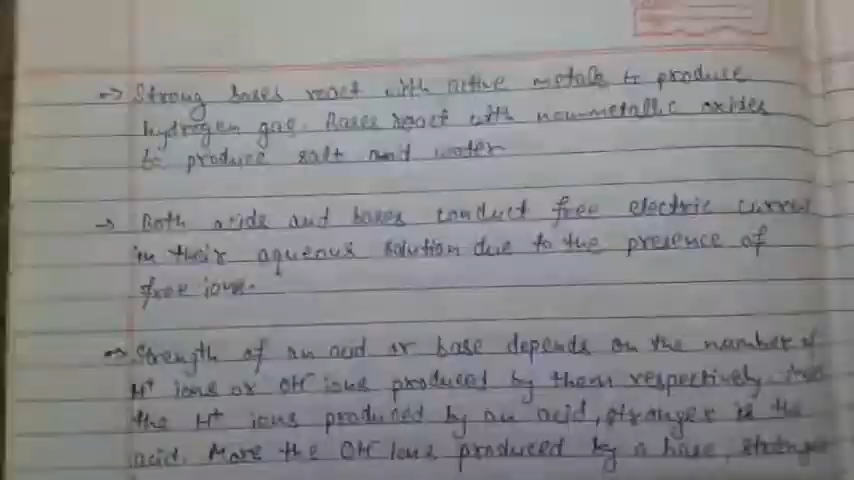 → Strong bases react with active metals to produce
hydrogen gas. Bases react with non-metallic oxides
to produce salt and water
→ Both acids and bases conduct free electric current
in their aqueous solution due to the presence of
free ions.
→ Strength of an acid or base depends on the number of
H⁺ ions or OH⁻ ions produced by them respectively.
the H⁺ ions produced by an acid, stronger is the
acid. More the OH⁻ ions produced by a base, stronger